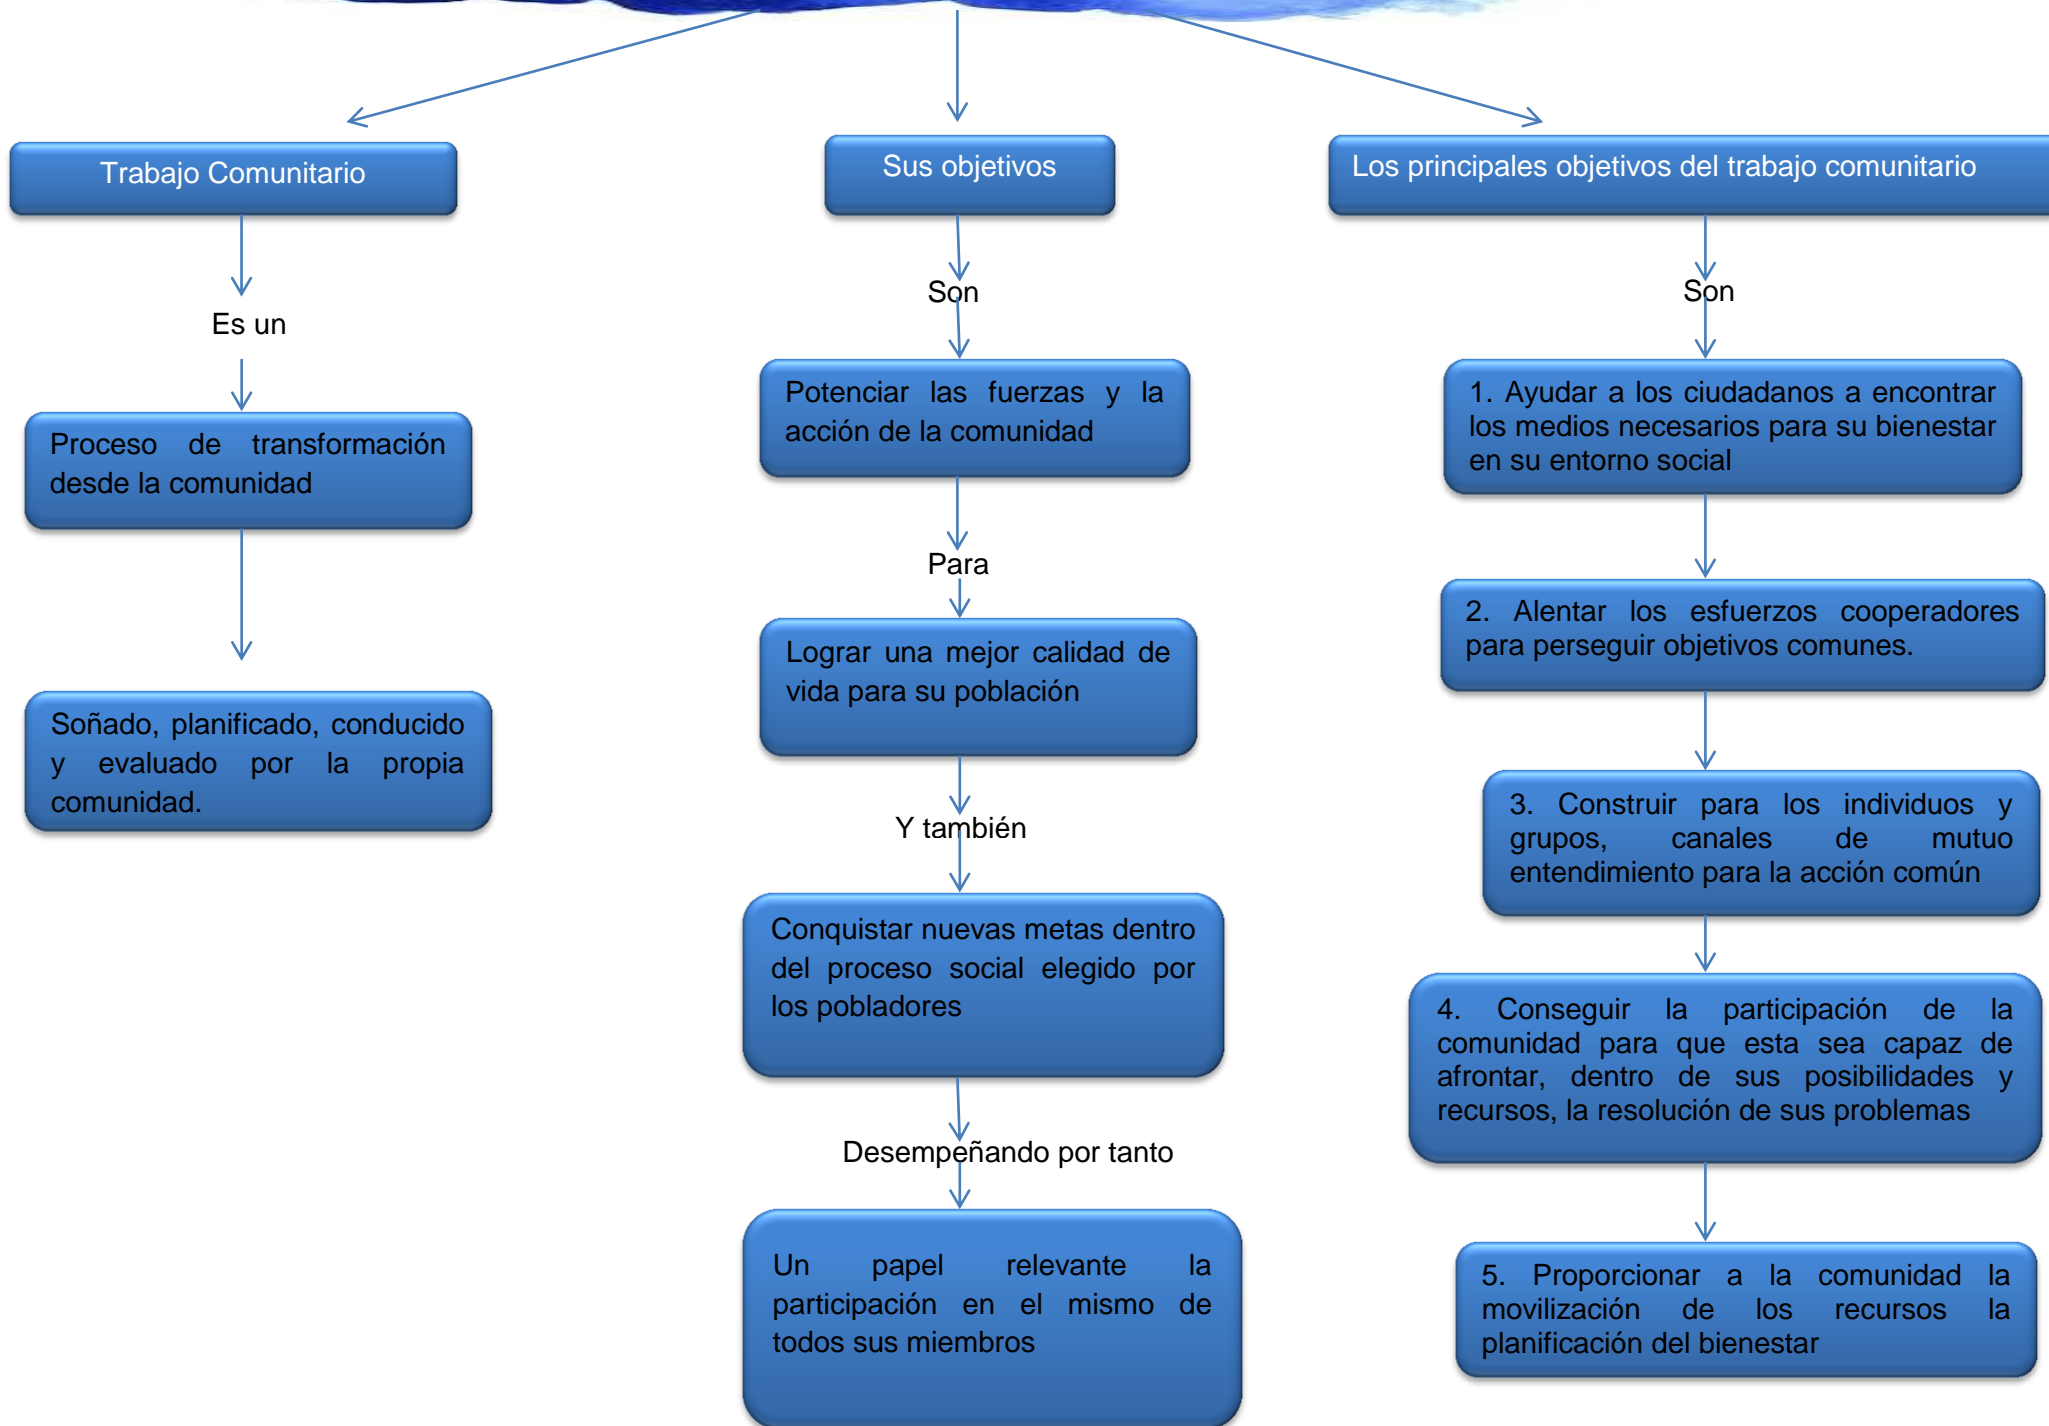 Trabajo Comunitario
Es un
Proceso de transformación
desde la comunidad
Soñado, planificado, conducido
y evaluado por la propia
comunidad.
Sus objetivos
Son
Potenciar las fuerzas y la
acción de la comunidad
Para
Lograr una mejor calidad de
vida para su población
Y también
Conquistar nuevas metas dentro
del proceso social elegido por
los pobladores
Desempeñando por tanto
Un papel relevante la
participación en el mismo de
todos sus miembros
Los principales objetivos del trabajo comunitario
Son
1. Ayudar a los ciudadanos a encontrar
los medios necesarios para su bienestar
en su entorno social
2. Alentar los esfuerzos cooperadores
para perseguir objetivos comunes.
3. Construir para los individuos y
grupos, canales de mutuo
entendimiento para la acción común
4. Conseguir la participación de la
comunidad para que esta sea capaz de
afrontar, dentro de sus posibilidades y
recursos, la resolución de sus problemas
5. Proporcionar a la comunidad la
movilización de los recursos la
planificación del bienestar